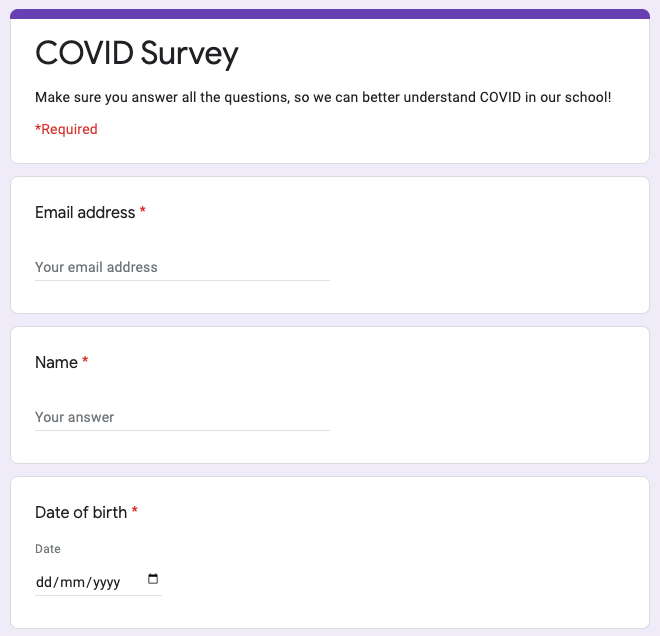 COVID Survey
Make sure you answer all the questions, so we can better understand COVID in our school!
*Required
Email address *
Your email address
Name *
Your answer
Date of birth *
Date
dd/mm/yyyy